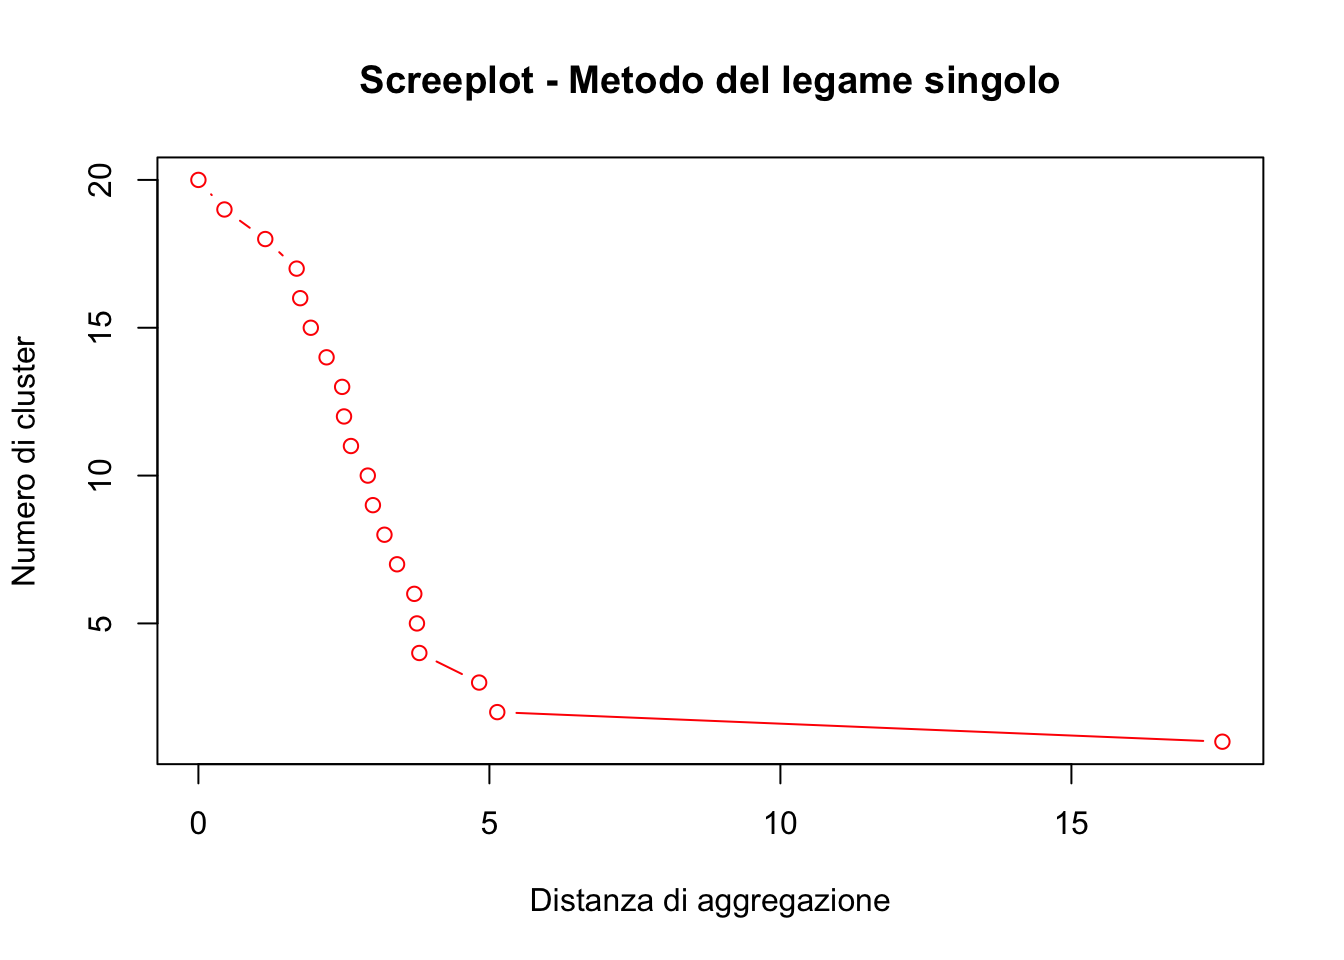 Screeplot - Metodo del legame singolo
Numero di cluster
20
15
10
5
0 5 10 15
Distanza di aggregazione